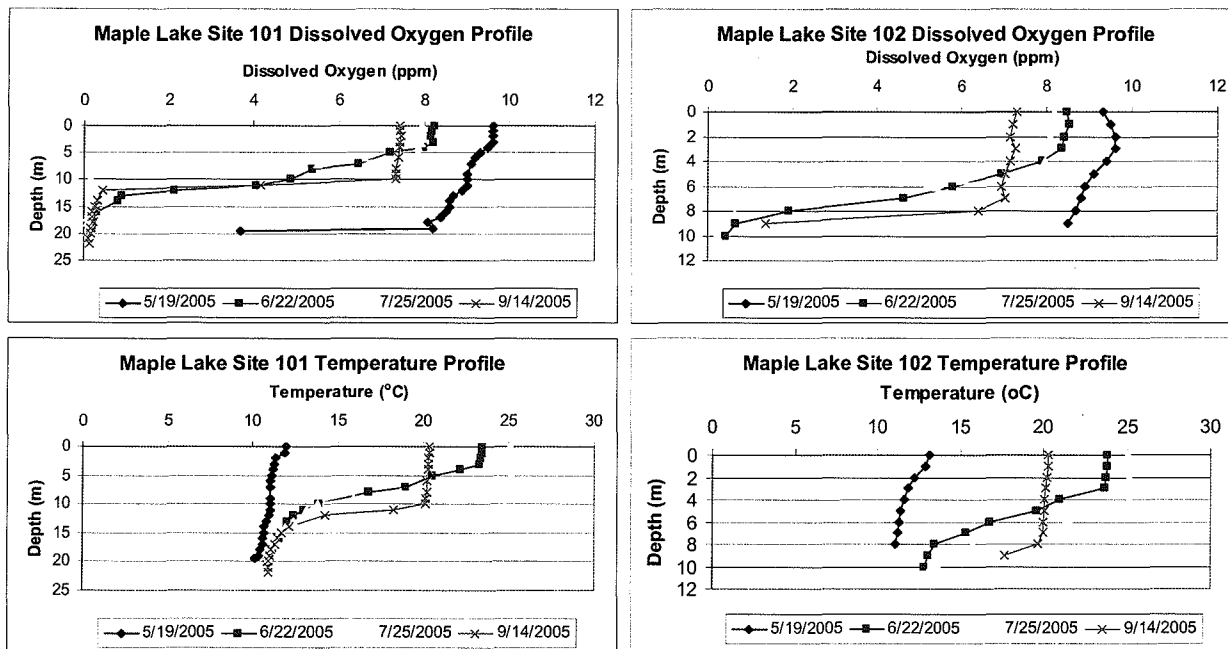 Maple Lake Site 101 Dissolved Oxygen Profile
Dissolved Oxygen (ppm)
0 2 4 6 8 10 12
Depth (m)
0
5
10
15
20
25
5/19/2005 6/22/2005 7/25/2005 9/14/2005
Maple Lake Site 102 Dissolved Oxygen Profile
Dissolved Oxygen (ppm)
0 2 4 6 8 10 12
Depth (m)
0
2
4
6
8
10
12
5/19/2005 6/22/2005 7/25/2005 9/14/2005
Maple Lake Site 101 Temperature Profile
Temperature (°C)
0 5 10 15 20 25 30
Depth (m)
0
5
10
15
20
25
5/19/2005 6/22/2005 7/25/2005 9/14/2005
Maple Lake Site 102 Temperature Profile
Temperature (oC)
0 5 10 15 20 25 30
Depth (m)
0
2
4
6
8
10
12
5/19/2005 6/22/2005 7/25/2005 9/14/2005